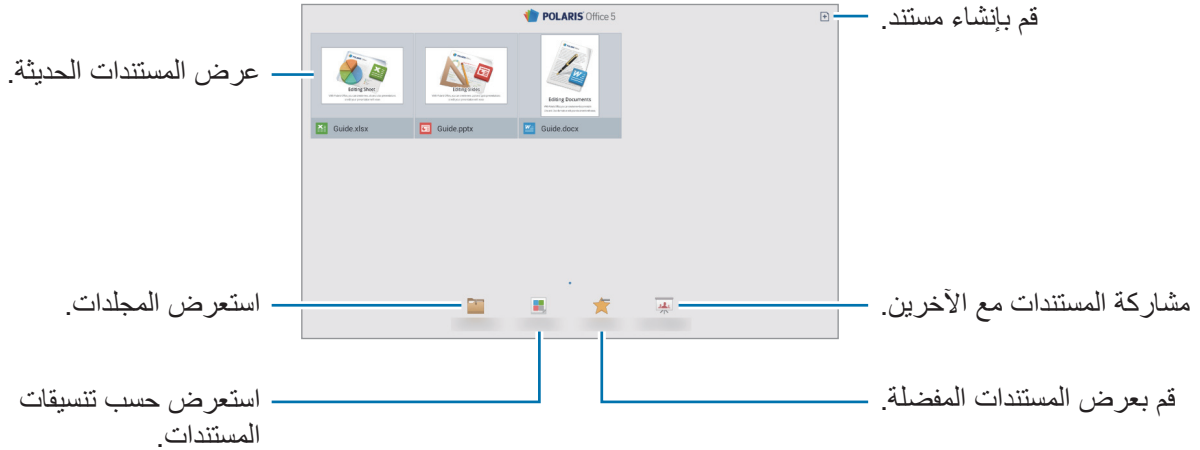 POLARIS Office 5
قم بإنشاء مستند.
عرض المستندات الحديثة.
Editing Sheet
Editing Slides
Editing Documents
Guide.xlsx
Guide.pptx
Guide.docx
مشاركة المستندات مع الآخرين.
استعرض المجلدات.
قم بعرض المستندات المفضلة.
استعرض حسب تنسيقات
المستندات.